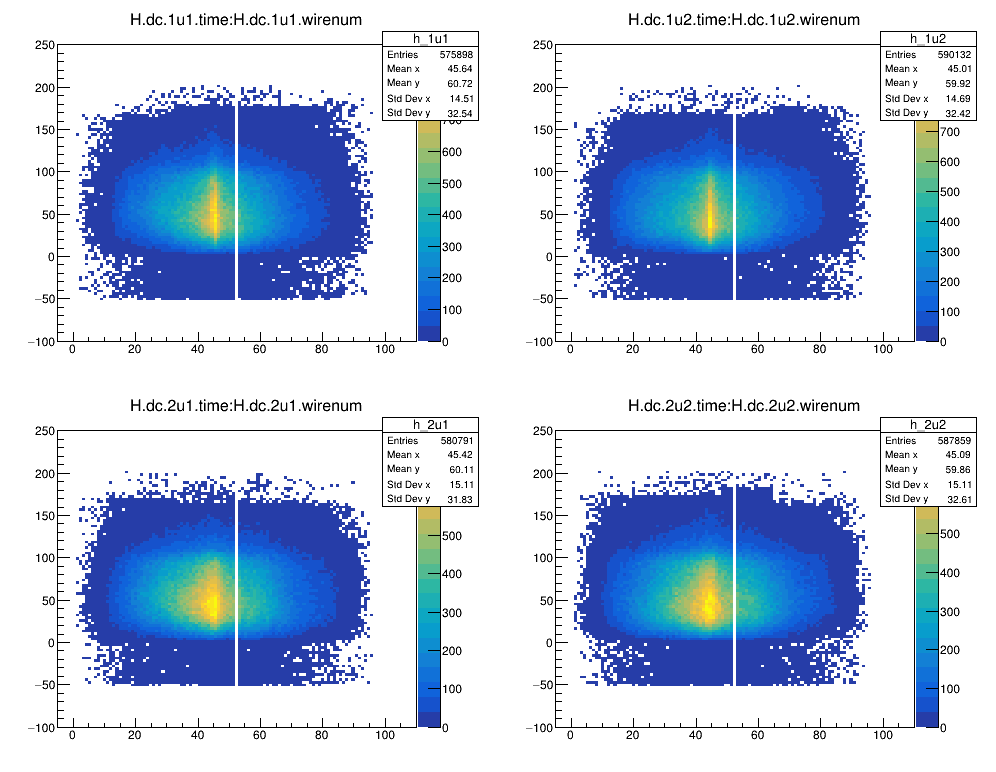 H.dc.1u1.time:H.dc.1u1.wirenum
h_1u1
Entries 575898
Mean x 45.64
Mean y 60.72
Std Dev x 14.51
Std Dev y 32.54
250
200
150
100
50
0
−50
−100
0 20 40 60 80 100
700
600
500
400
300
200
100
0
H.dc.1u2.time:H.dc.1u2.wirenum
h_1u2
Entries 590132
Mean x 45.01
Mean y 59.92
Std Dev x 14.69
Std Dev y 32.42
250
200
150
100
50
0
−50
−100
0 20 40 60 80 100
700
600
500
400
300
200
100
0
H.dc.2u1.time:H.dc.2u1.wirenum
h_2u1
Entries 580791
Mean x 45.42
Mean y 60.11
Std Dev x 15.11
Std Dev y 31.83
250
200
150
100
50
0
−50
−100
0 20 40 60 80 100
500
400
300
200
100
0
H.dc.2u2.time:H.dc.2u2.wirenum
h_2u2
Entries 587859
Mean x 45.09
Mean y 59.86
Std Dev x 15.11
Std Dev y 32.61
250
200
150
100
50
0
−50
−100
0 20 40 60 80 100
500
400
300
200
100
0